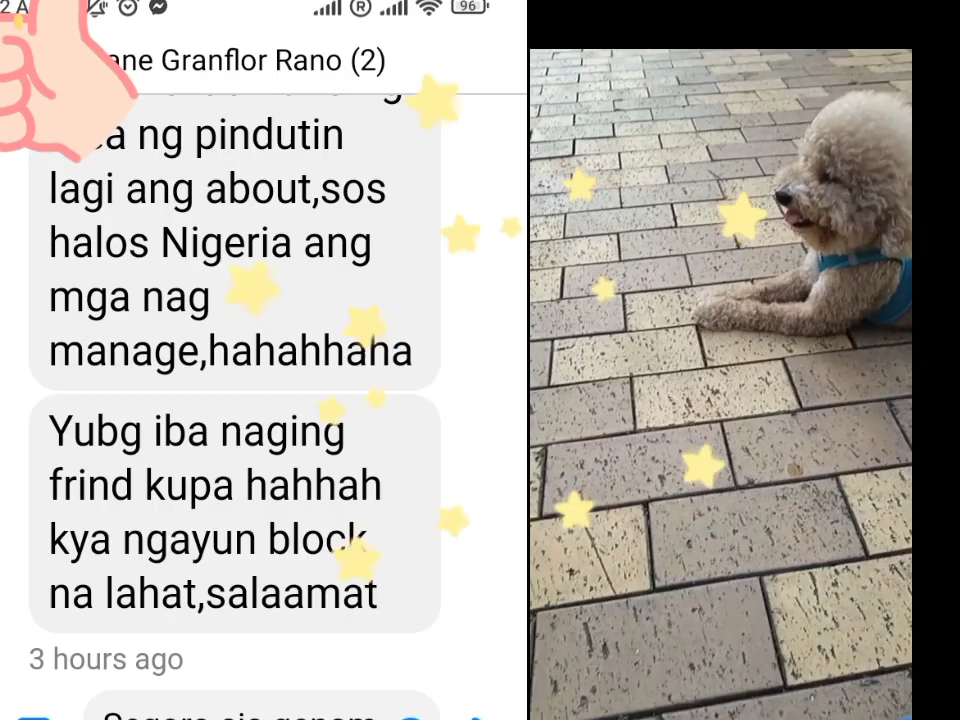 96
ane Granflor Rano (2)
ng pindutin
lagi ang about,sos
halos Nigeria ang
mga nag
manage,hahahhaha
Yubg iba naging
frind kupa hahhah
kya ngayun block
na lahat,salaamat
3 hours ago